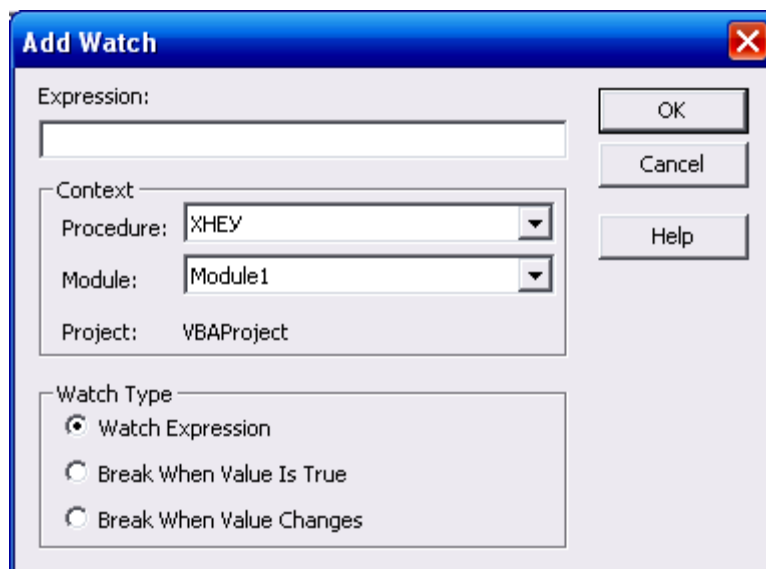 Add Watch
Expression:
OK
Cancel
Context
Procedure: ХНЕУ
Help
Module: Module1
Project: VBAProject
Watch Type
Watch Expression
Break When Value Is True
Break When Value Changes